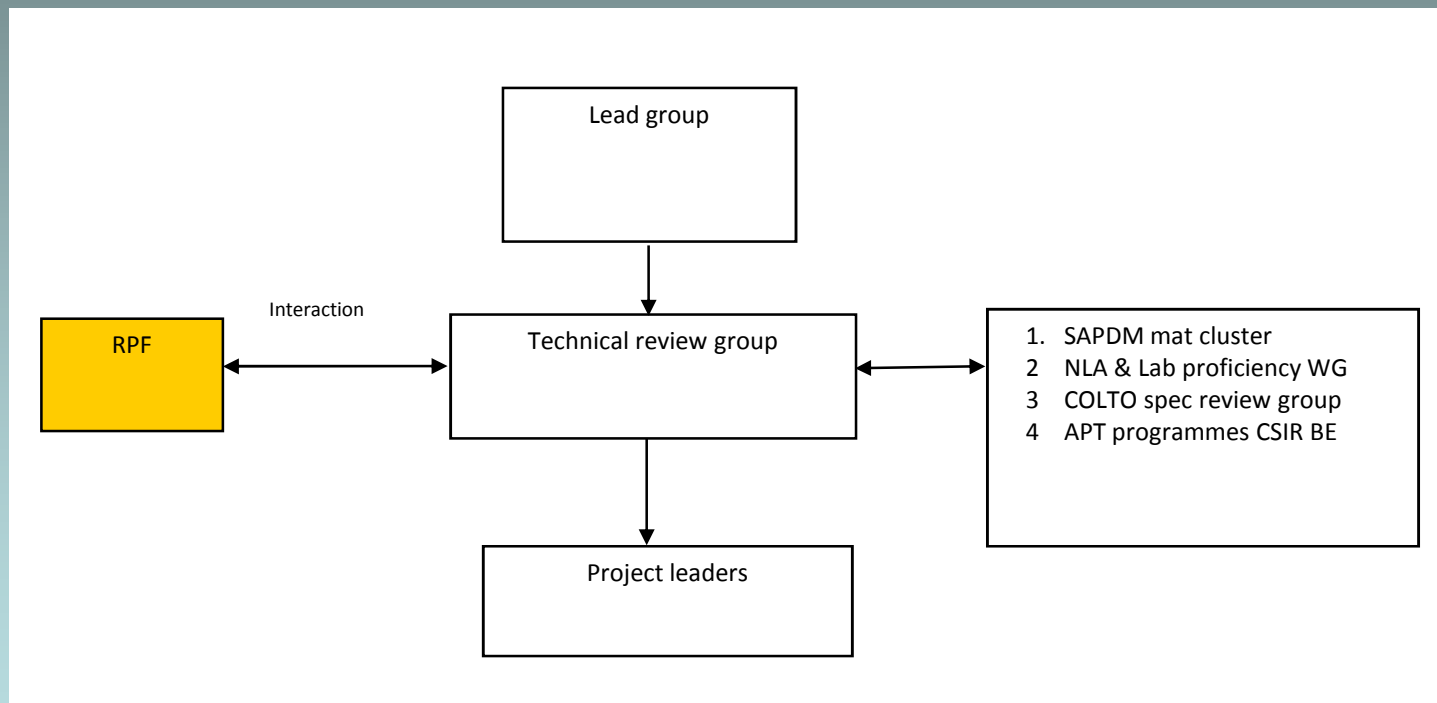 Lead group
Interaction
RPF
Technical review group
1. SAPDM mat cluster
2 NLA & Lab proficiency WG
3 COLTO spec review group
4 APT programmes CSIR BE
Project leaders